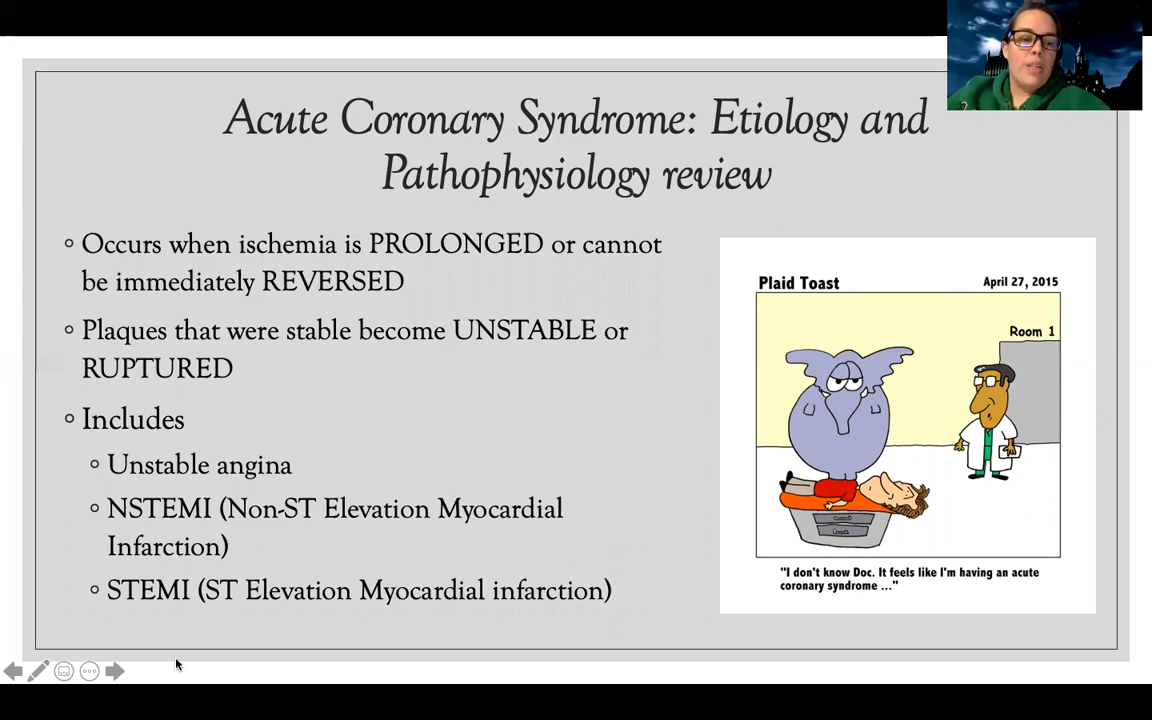 Acute Coronary Syndrome: Etiology and
Pathophysiology review
◦ Occurs when ischemia is PROLONGED or cannot
be immediately REVERSED
◦ Plaques that were stable become UNSTABLE or
RUPTURED
◦ Includes
◦ Unstable angina
◦ NSTEMI (Non-ST Elevation Myocardial
Infarction)
◦ STEMI (ST Elevation Myocardial infarction)
Plaid Toast
April 27, 2015
Room 1
"I don't know Doc. It feels like I'm having an acute
coronary syndrome ..."